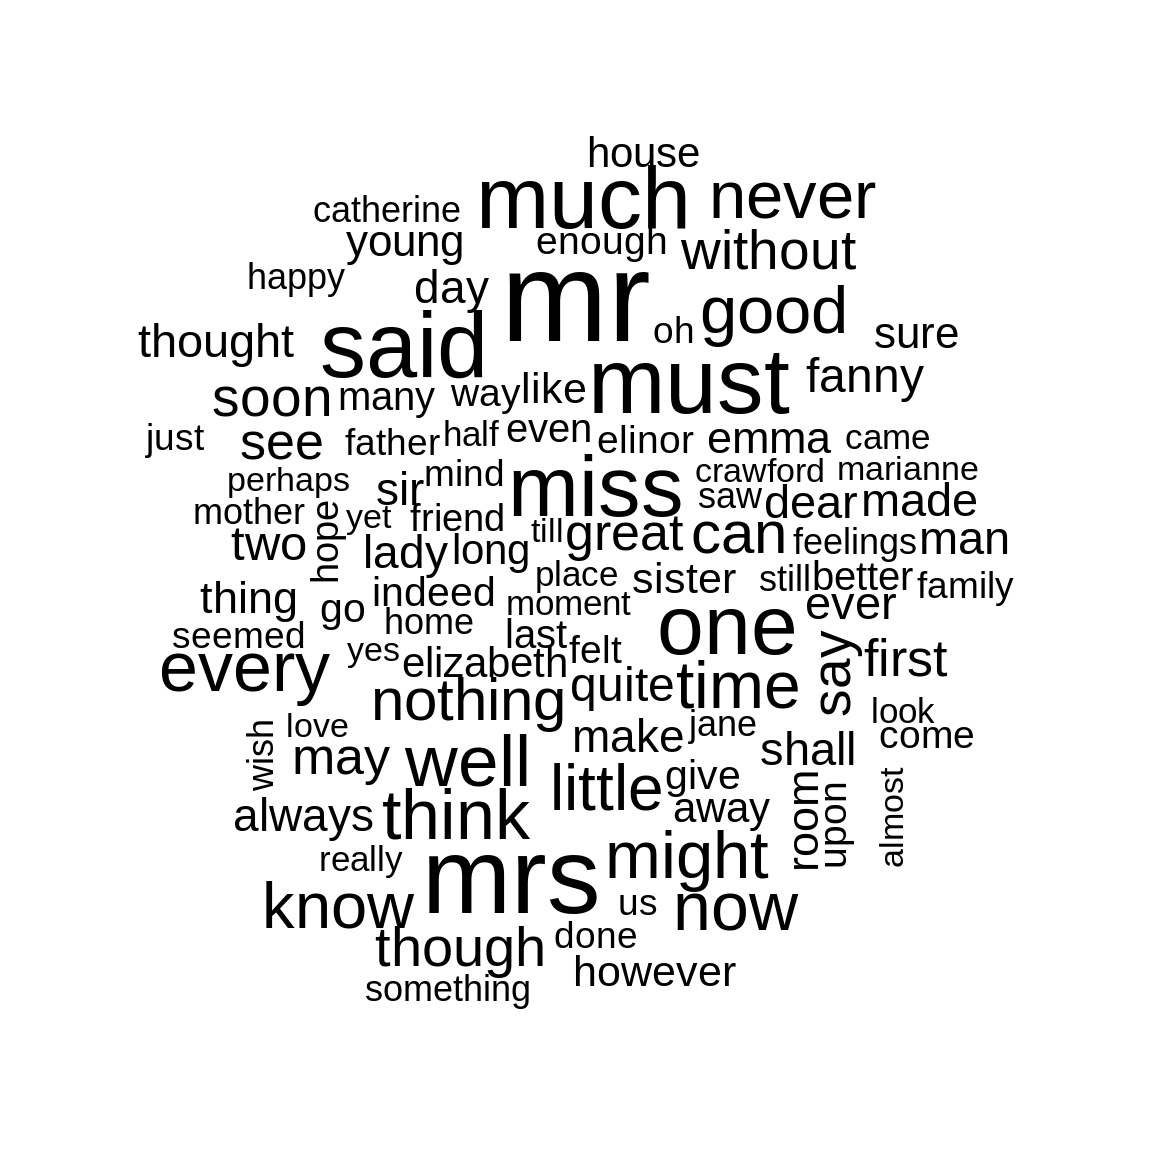 house
much never
catherine
young enough without
happy day mr good
thought said oh sure
soon many way like must fanny
just see father half even elinor emma came
perhaps sir mind miss crawford marianne
mother hope yet friend till great saw dear made
two lady long can feelings man
place sister still better family
thing go indeed moment one ever
seemed home last felt say first
every yes elizabeth
nothing quite time
wish love make jane look
may well shall come
always think little give away room upon almost
really mrs might
know us now
though done
something however